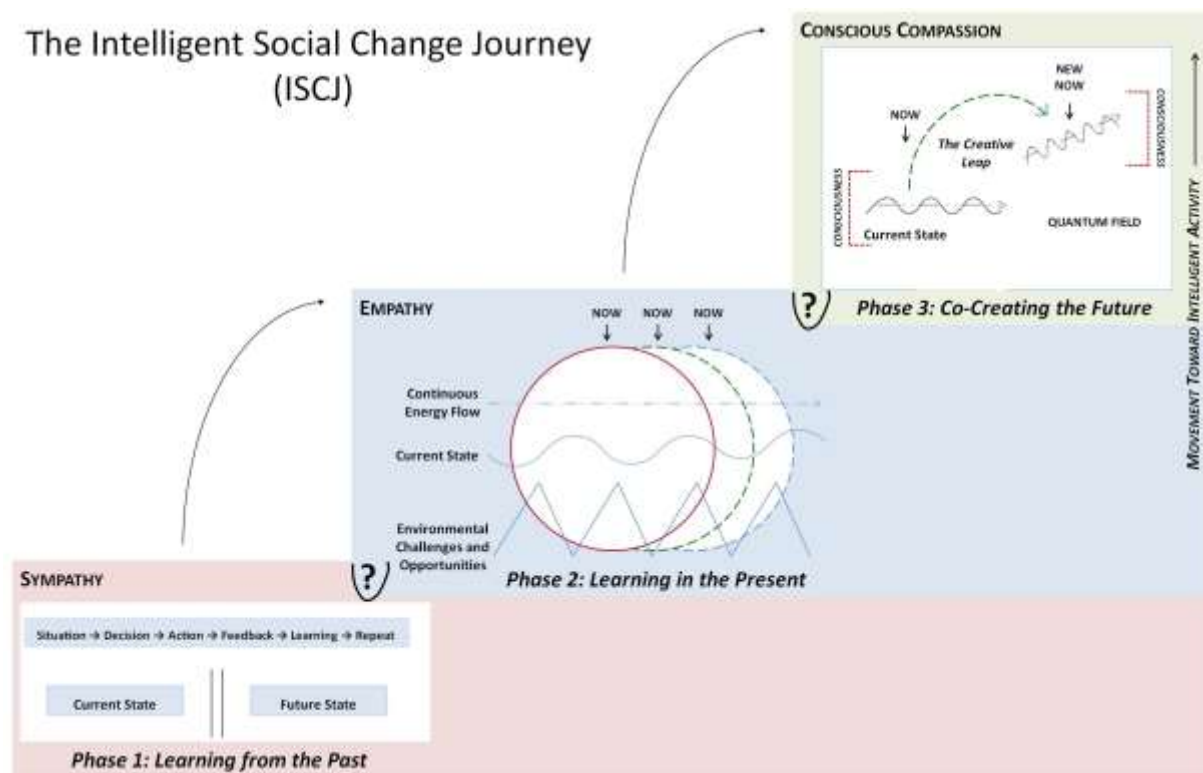 The Intelligent Social Change Journey
(ISCJ)
CONSCIOUS COMPASSION
NEW
NOW
NOW
The Creative
Leap
CONSCIOUSNESS
CONSCIOUSNESS
Current State
QUANTUM FIELD
?
Phase 3: Co-Creating the Future
MOVEMENT TOWARD INTELLIGENT ACTIVITY
EMPATHY
NOW NOW NOW
Continuous
Energy Flow
Current State
Environmental
Challenges and
Opportunities
?
Phase 2: Learning in the Present
SYMPATHY
Situation → Decision → Action → Feedback → Learning → Repeat
Current State
Future State
Phase 1: Learning from the Past